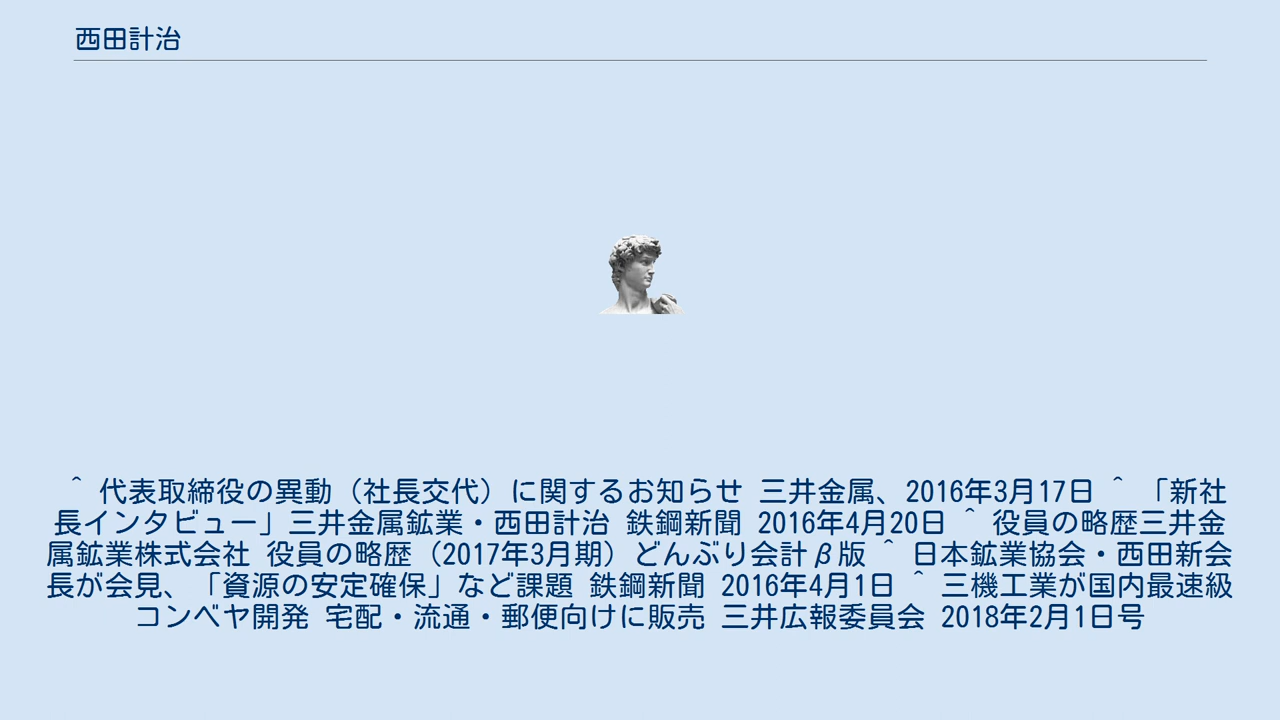 西田計治
＾ 代表取締役の異動（社長交代）に関するお知らせ 三井金属、2016年3月17日 ＾ 「新社
長インタビュー」三井金属鉱業・西田計治 鉄鋼新聞 2016年4月20日 ＾ 役員の略歴三井金
属鉱業株式会社 役員の略歴（2017年3月期）どんぶり会計β版 ＾ 日本鉱業協会・西田新会
長が会見、「資源の安定確保」など課題 鉄鋼新聞 2016年4月1日 ＾ 三機工業が国内最速級
コンベヤ開発 宅配・流通・郵便向けに販売 三井広報委員会 2018年2月1日号